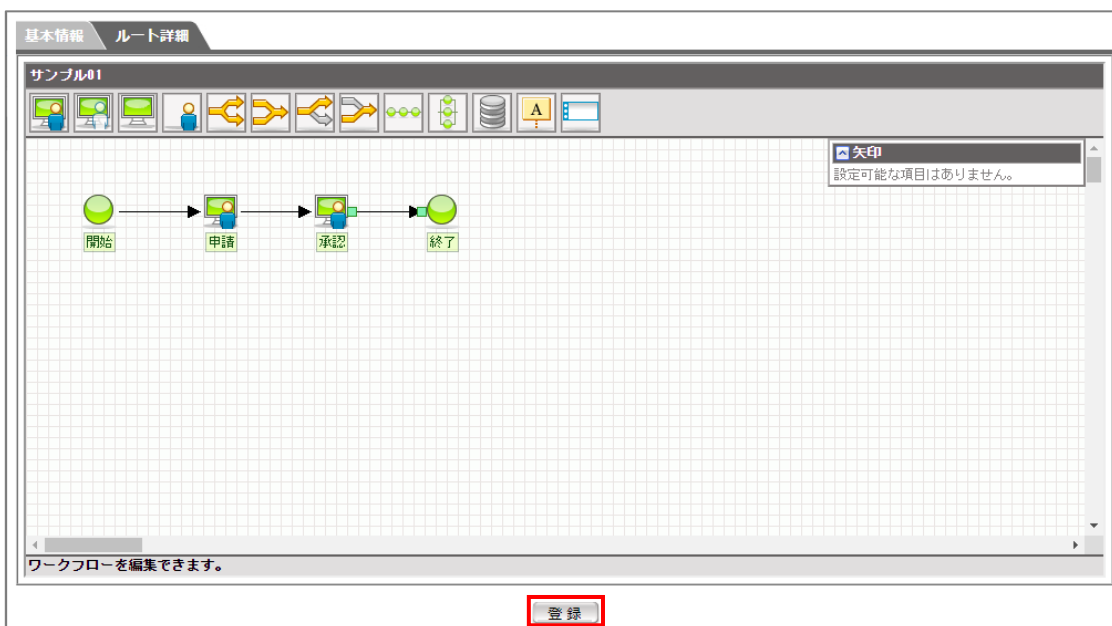 基本情報 ルート詳細
サンプル01
A
矢印
設定可能な項目はありません。
開始 申請 承認 終了
ワークフローを編集できます。
登録